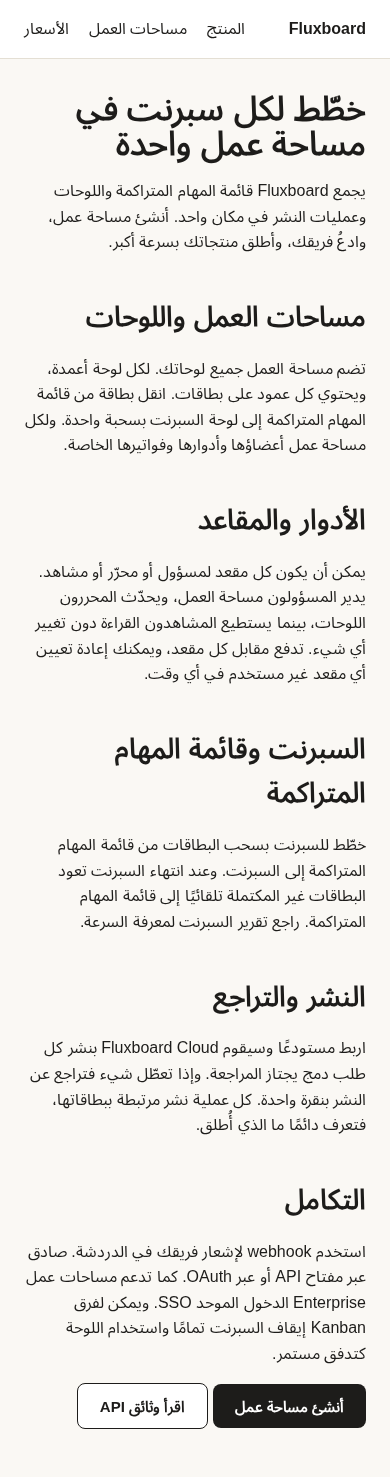 Fluxboard
المنتج
مساحات العمل
الأسعار
خطّط لكل سبرنت في
مساحة عمل واحدة
يجمع Fluxboard قائمة المهام المتراكمة واللوحات
وعمليات النشر في مكان واحد. أنشئ مساحة عمل،
وادعُ فريقك، وأطلق منتجاتك بسرعة أكبر.
مساحات العمل واللوحات
تضم مساحة العمل جميع لوحاتك. لكل لوحة أعمدة،
ويحتوي كل عمود على بطاقات. انقل بطاقة من قائمة
المهام المتراكمة إلى لوحة السبرنت بسحبة واحدة. ولكل
مساحة عمل أعضاؤها وأدوارها وفواتيرها الخاصة.
الأدوار والمقاعد
يمكن أن يكون كل مقعد لمسؤول أو محرّر أو مشاهد.
يدير المسؤولون مساحة العمل، ويحدّث المحررون
اللوحات، بينما يستطيع المشاهدون القراءة دون تغيير
أي شيء. تدفع مقابل كل مقعد، ويمكنك إعادة تعيين
أي مقعد غير مستخدم في أي وقت.
السبرنت وقائمة المهام
المتراكمة
خطّط للسبرنت بسحب البطاقات من قائمة المهام
المتراكمة إلى السبرنت. وعند انتهاء السبرنت تعود
البطاقات غير المكتملة تلقائيًا إلى قائمة المهام
المتراكمة. راجع تقرير السبرنت لمعرفة السرعة.
النشر والتراجع
اربط مستودعًا وسيقوم Fluxboard Cloud بنشر كل
طلب دمج يجتاز المراجعة. وإذا تعطّل شيء فتراجع عن
النشر بنقرة واحدة. كل عملية نشر مرتبطة ببطاقاتها،
فتعرف دائمًا ما الذي أُطلق.
التكامل
استخدم webhook لإشعار فريقك في الدردشة. صادق
عبر مفتاح API أو عبر OAuth. كما تدعم مساحات عمل
Enterprise الدخول الموحد SSO. ويمكن لفرق
Kanban إيقاف السبرنت تمامًا واستخدام اللوحة
كتدفق مستمر.
أنشئ مساحة عمل
اقرأ وثائق API